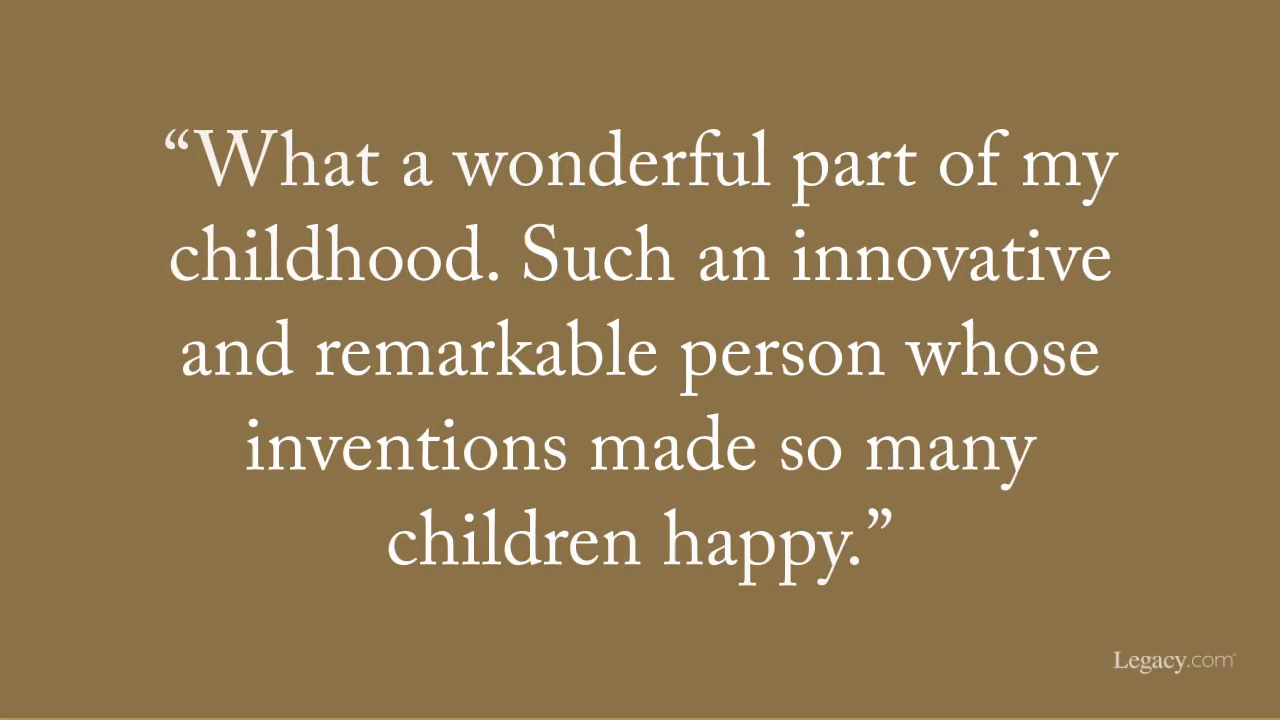 “What a wonderful part of my
childhood. Such an innovative
and remarkable person whose
inventions made so many
children happy.”
Legacy.com®